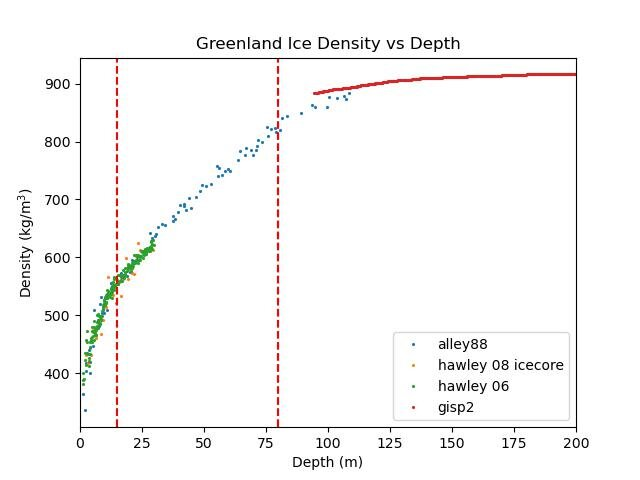 Greenland Ice Density vs Depth
900
800
700
600
500
400
Density (kg/m³)
alley88
hawley 08 icecore
hawley 06
gisp2
0 25 50 75 100 125 150 175 200
Depth (m)